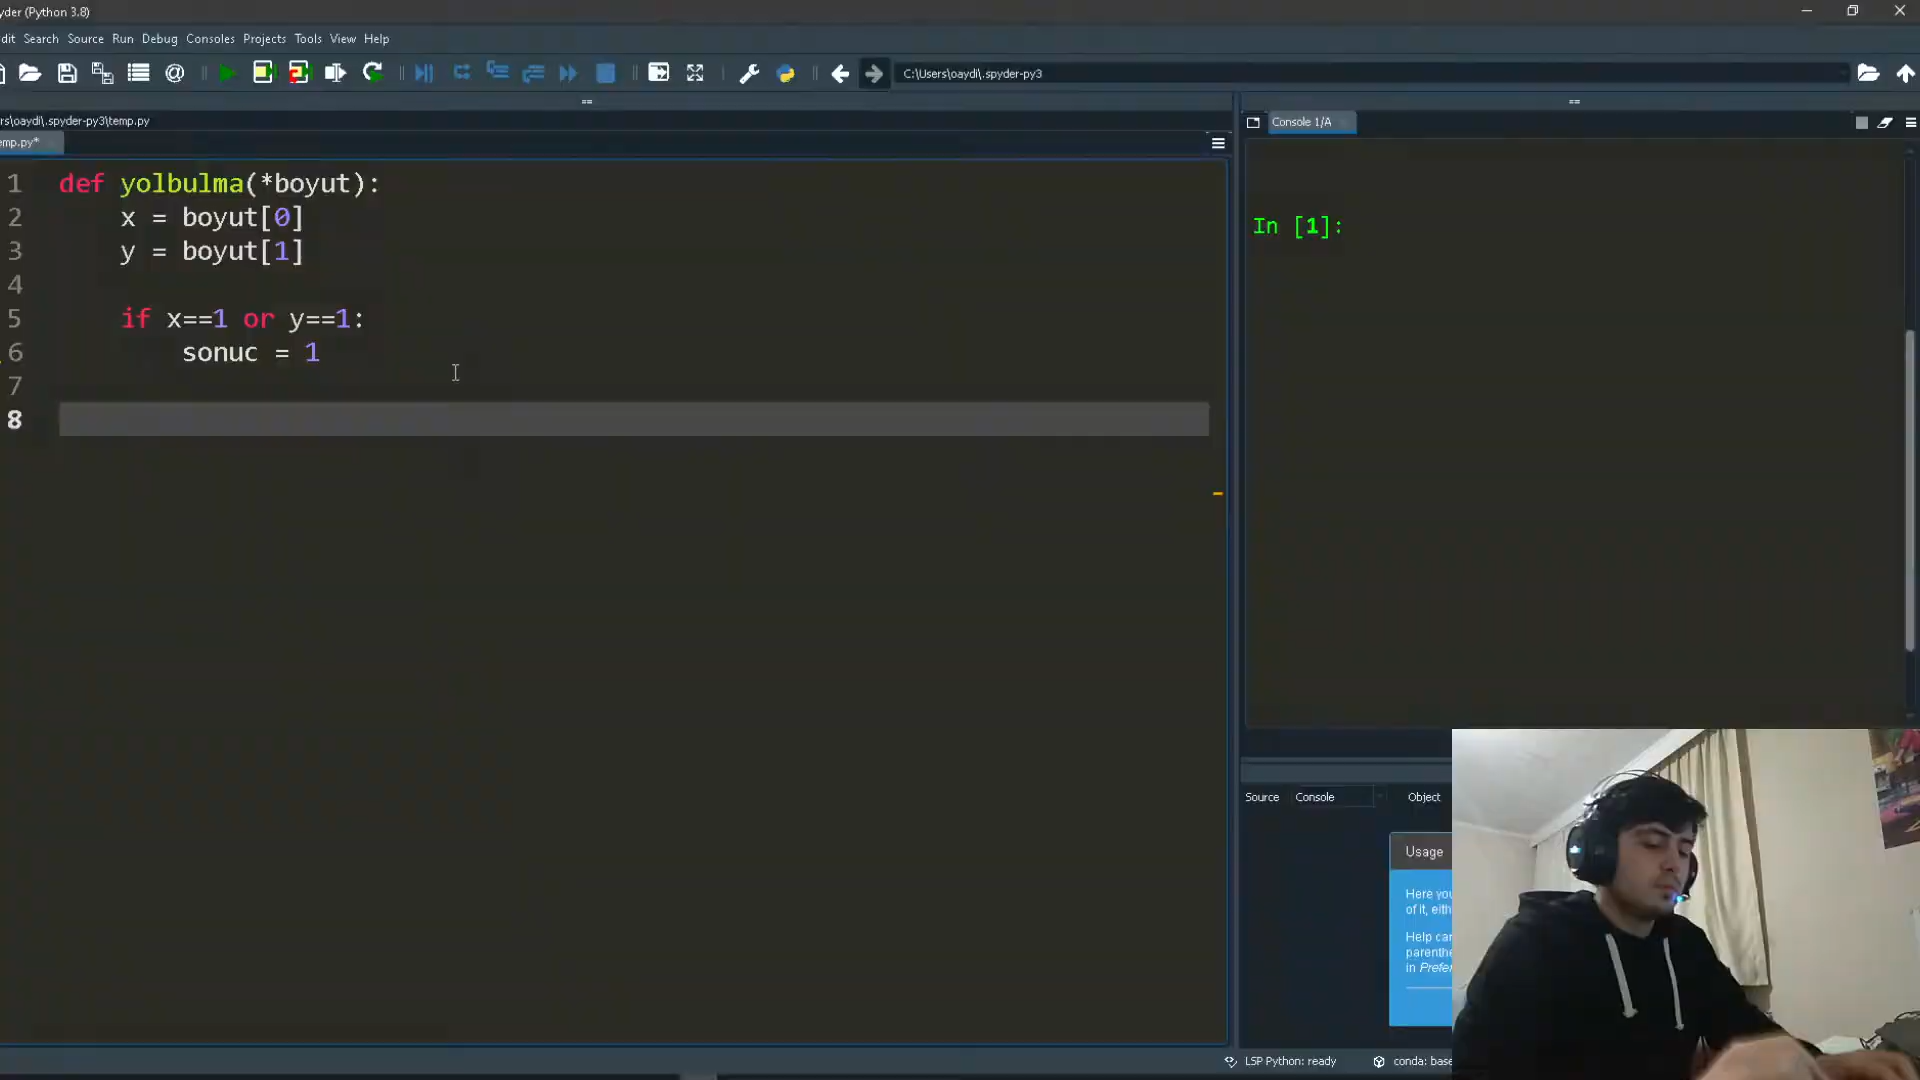 yder (Python 3.8)
dit Search Source Run Debug Consoles Projects Tools View Help
C:\Users\oaydi\.spyder-py3
rs\oaydi\.spyder-py3\temp.py
emp.py*
Console 1/A
1 def yolbulma(*boyut):
2 x = boyut[0]
3 y = boyut[1]
4
5 if x==1 or y==1:
6 sonuc = 1
7
8
In [1]:
Source Console Object
Usage
Here you
of it, eith
Help can
parenthe
in Prefer
LSP Python: ready conda: base